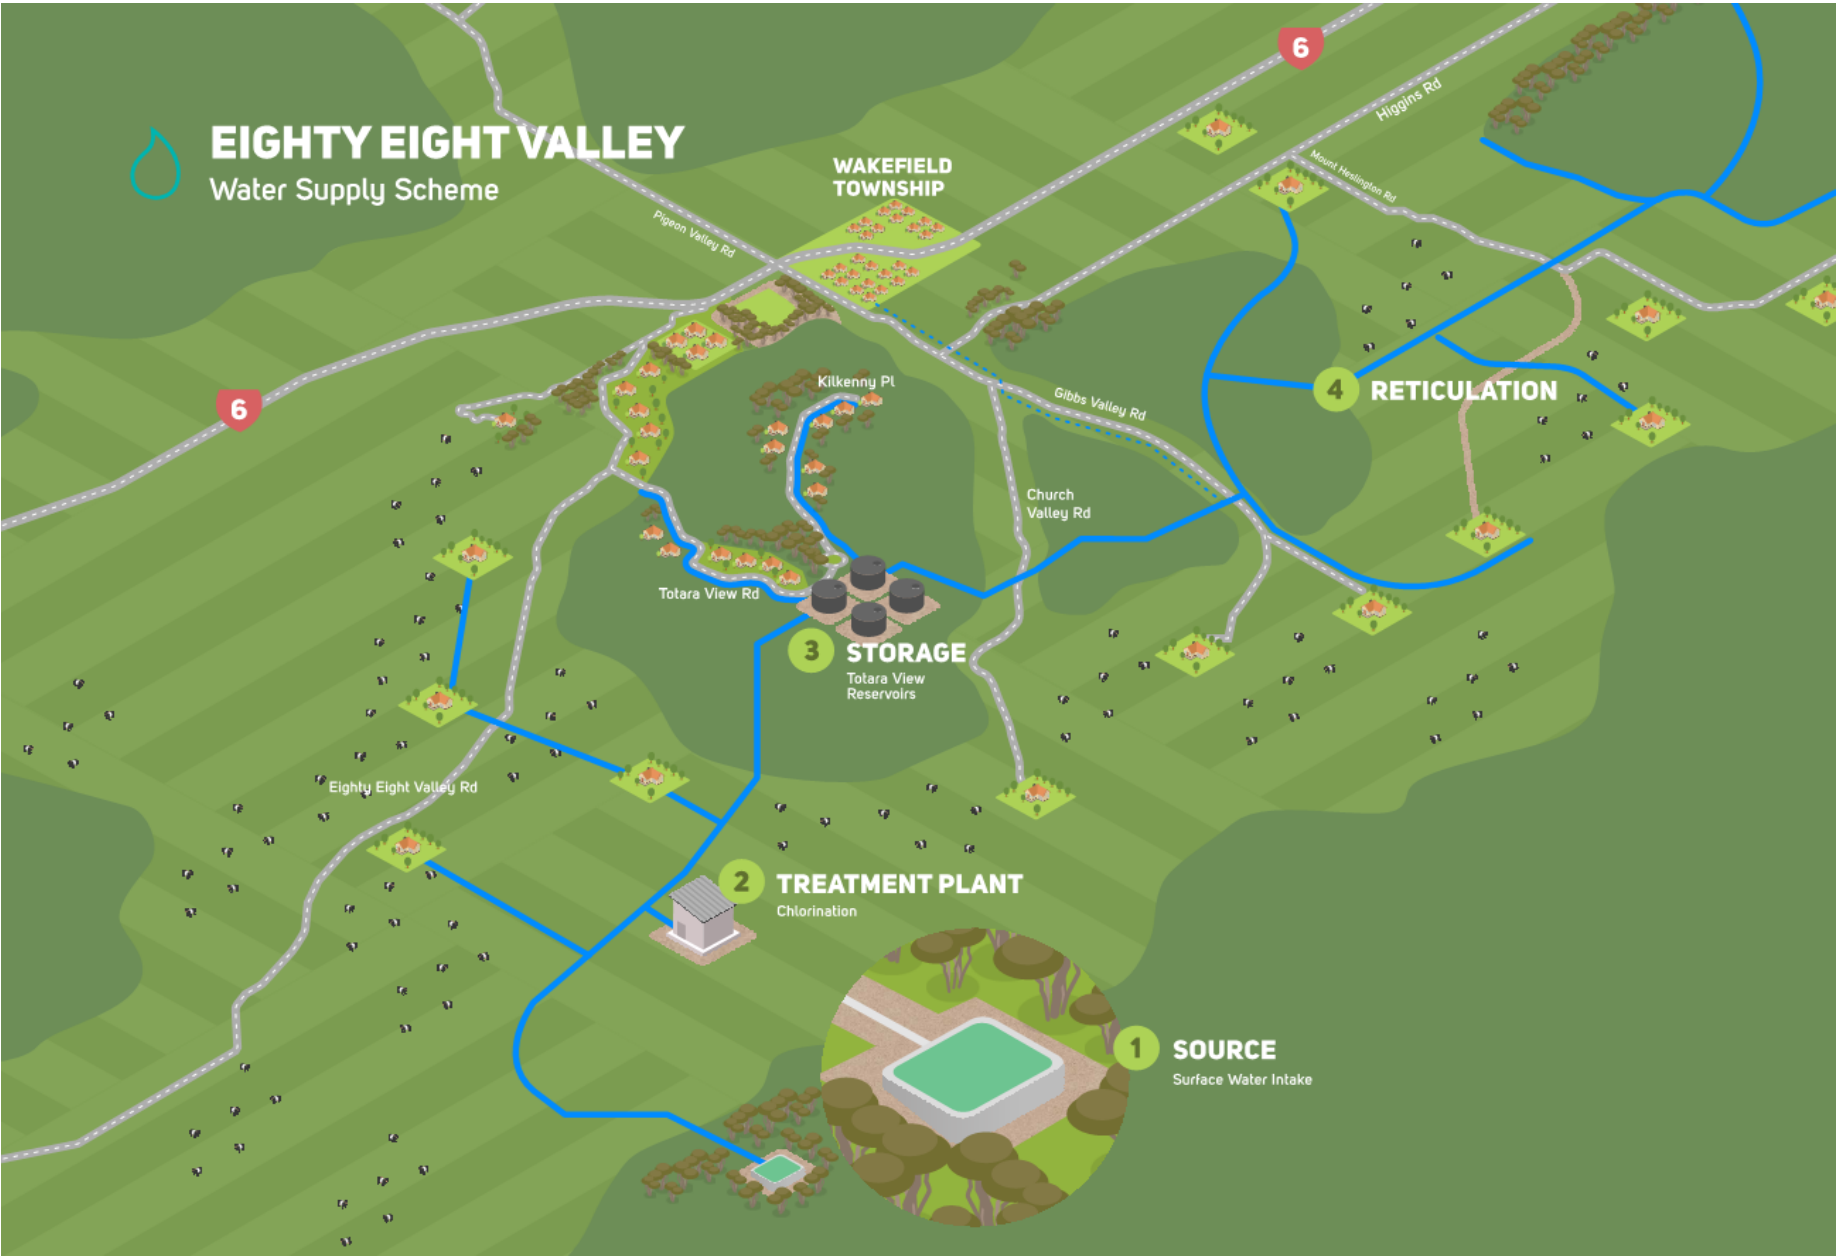 EIGHTY EIGHT VALLEY
Water Supply Scheme
6
WAKEFIELD
TOWNSHIP
Higgins Rd
Mount Heslington Rd
Pigeon Valley Rd
6
Kilkenny Pl
Gibbs Valley Rd
4 RETICULATION
Church
Valley Rd
Totara View Rd
3 STORAGE
Totara View
Reservoirs
Eighty Eight Valley Rd
2 TREATMENT PLANT
Chlorination
1 SOURCE
Surface Water Intake